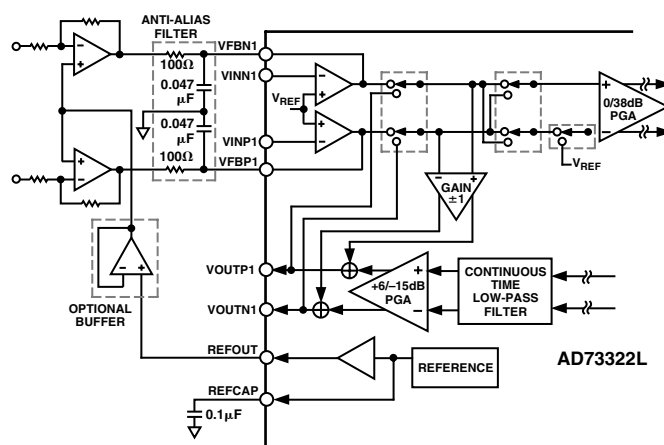 ANTI-ALIAS
FILTER
VFBN1
100Ω
VINN1
0.047
μF
VREF
0.047
μF
VINP1
100Ω
VFBP1
0/38dB
PGA
VREF
GAIN
±1
VOUTP1
+6/–15dB
PGA
CONTINUOUS
TIME
LOW-PASS
FILTER
VOUTN1
OPTIONAL
BUFFER
REFOUT
REFERENCE
AD73322L
REFCAP
0.1μF